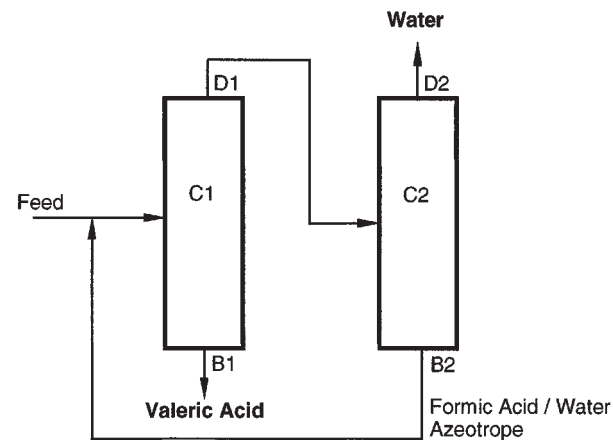 Water
D1
D2
C1
C2
Feed
B1
B2
Valeric Acid
Formic Acid / Water
Azeotrope